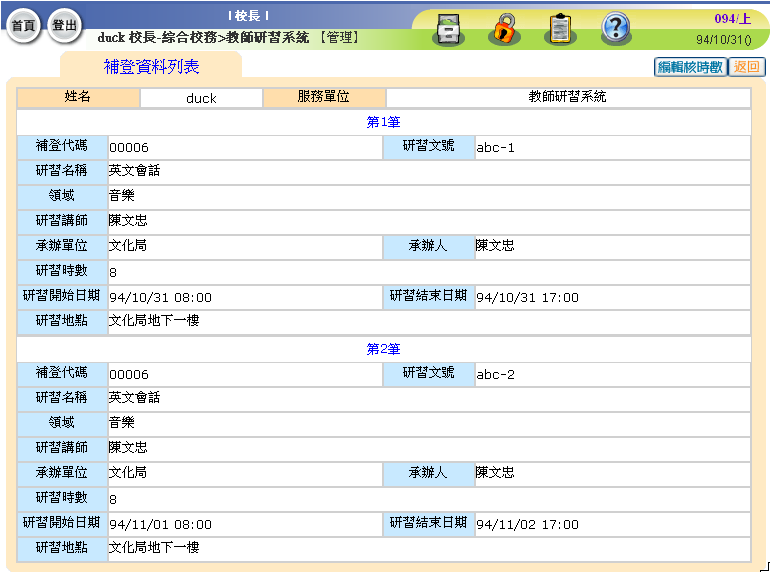 首頁 登出 [校長] 094/上
duck 校長-綜合校務>教師研習系統 【管理】 94/10/31()
補登資料列表 編輯核時數 返回
姓名 duck 服務單位 教師研習系統
第1筆
補登代碼 00006 研習文號 abc-1
研習名稱 英文會話
領域 音樂
研習講師 陳文忠
承辦單位 文化局 承辦人 陳文忠
研習時數 8
研習開始日期 94/10/31 08:00 研習結束日期 94/10/31 17:00
研習地點 文化局地下一樓
第2筆
補登代碼 00006 研習文號 abc-2
研習名稱 英文會話
領域 音樂
研習講師 陳文忠
承辦單位 文化局 承辦人 陳文忠
研習時數 8
研習開始日期 94/11/01 08:00 研習結束日期 94/11/02 17:00
研習地點 文化局地下一樓